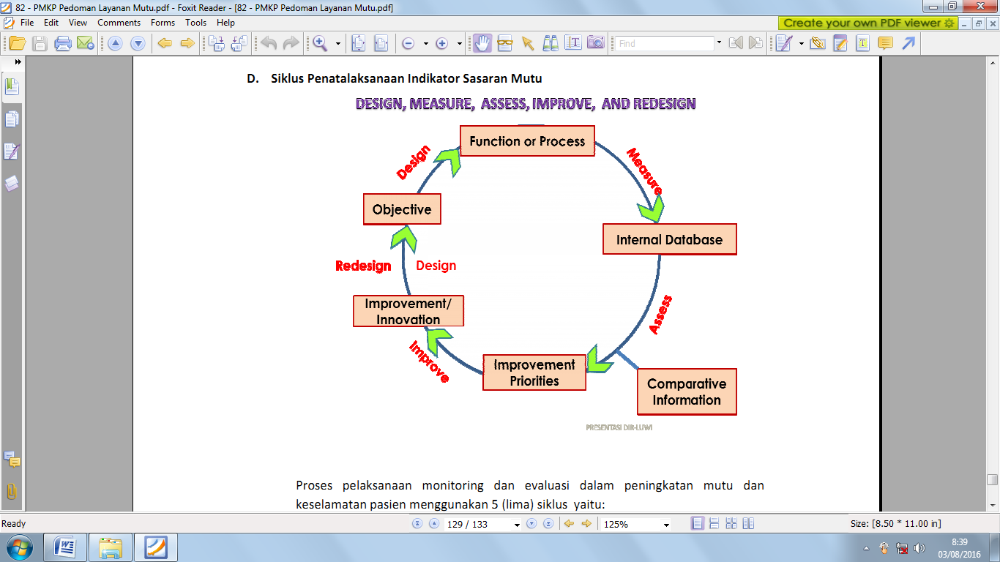 82 - PMKP Pedoman Layanan Mutu.pdf - Foxit Reader - [82 - PMKP Pedoman Layanan Mutu.pdf]
File Edit View Comments Forms Tools Help
Create your own PDF viewer
Find
D. Siklus Penatalaksanaan Indikator Sasaran Mutu
DESIGN, MEASURE, ASSESS, IMPROVE, AND REDESIGN
Function or Process
Design
Measure
Objective
Internal Database
Redesign
Design
Improvement/
Innovation
Assess
Improve
Improvement
Priorities
Comparative
Information
PRESENTASI DIR-LUWI
Proses pelaksanaan monitoring dan evaluasi dalam peningkatan mutu dan
keselamatan pasien menggunakan 5 (lima) siklus yaitu:
Ready
129 / 133
125%
Size: [8.50 * 11.00 in]
8:39
03/08/2016